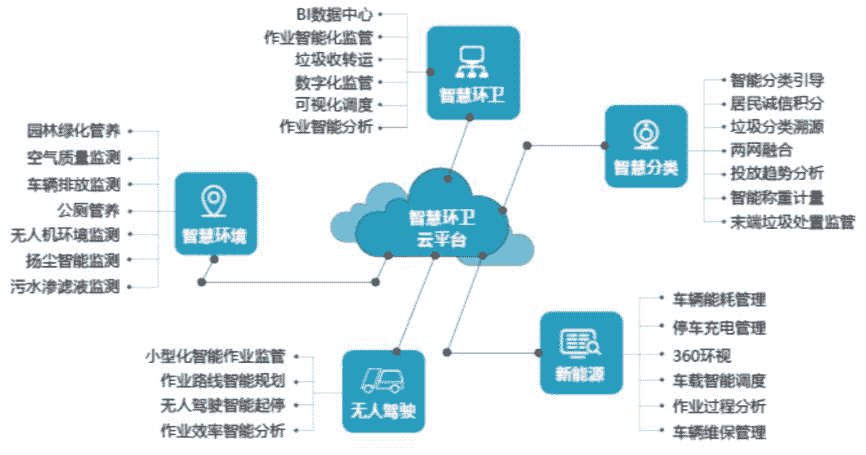 BI数据中心
作业智能化监管
垃圾收转运
数字化监管
可视化调度
作业智能分析
智慧环卫
智能分类引导
居民诚信积分
垃圾分类溯源
两网融合
投放趋势分析
智能称重计量
末端垃圾处置监管
智慧分类
园林绿化管养
空气质量监测
车辆排放监测
公厕管养
无人机环境监测
扬尘智能监测
污水渗滤液监测
智慧环境
智慧环卫
云平台
小型化智能作业监管
作业路线智能规划
无人驾驶智能起停
作业效率智能分析
无人驾驶
新能源
车辆能耗管理
停车充电管理
360环视
车载智能调度
作业过程分析
车辆维保管理